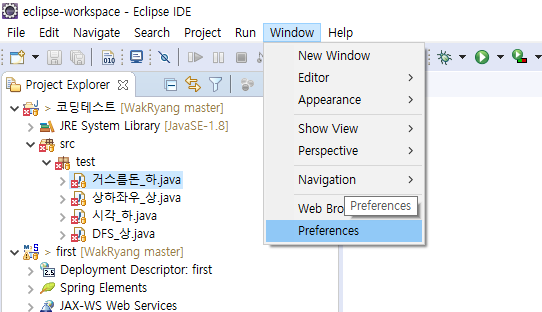 eclipse-workspace - Eclipse IDE
File Edit Navigate Search Project Run Window Help
Project Explorer
New Window
Editor
Appearance
Show View
Perspective
Navigation
Web Bro
Preferences
Preferences
> 코딩테스트 [WakRyang master]
JRE System Library [JavaSE-1.8]
src
test
거스름돈_하.java
상하좌우_상.java
시각_하.java
DFS_상.java
> first [WakRyang master]
Deployment Descriptor: first
Spring Elements
JAX-WS Web Services